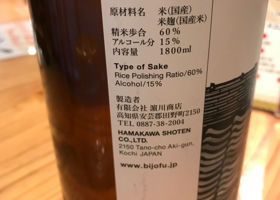 原材料名 米(国産)
米麹(国産米)
精米歩合 60%
アルコール分 15%
内容量 1800ml
Type of Sake
Rice Polishing Ratio/60%
Alcohol/15%
製造者
有限会社 濵川商店
高知県安芸郡田野町2150
TEL 0887-38-2004
HAMAKAWA SHOTEN
CO.,LTD.
2150 Tano-cho Aki-gun,
Kochi JAPAN
www.bijofu.jp